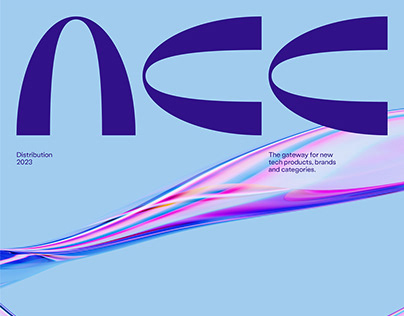 ACC
Distribution
2023
The gateway for new
tech products, brands
and categories.